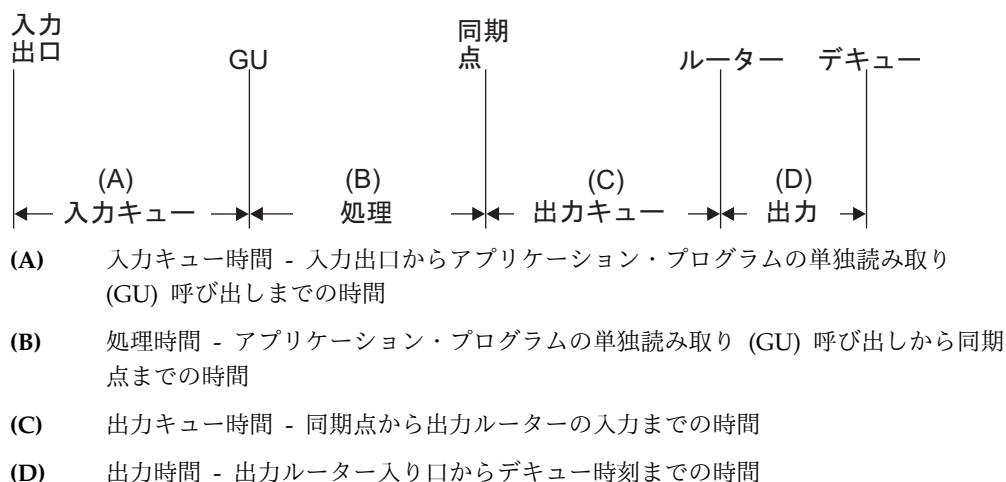 入力
出口
GU
同期
点
ルーター
デキュー
(A)
(B)
(C)
(D)
入力キュー
処理
出力キュー
出力
(A) 入力キュー時間 - 入力出口からアプリケーション・プログラムの単独読み取り
(GU) 呼び出しまでの時間
(B) 処理時間 - アプリケーション・プログラムの単独読み取り (GU) 呼び出しから同期
点までの時間
(C) 出力キュー時間 - 同期点から出力ルーターの入力までの時間
(D) 出力時間 - 出力ルーター入り口からデキュー時刻までの時間